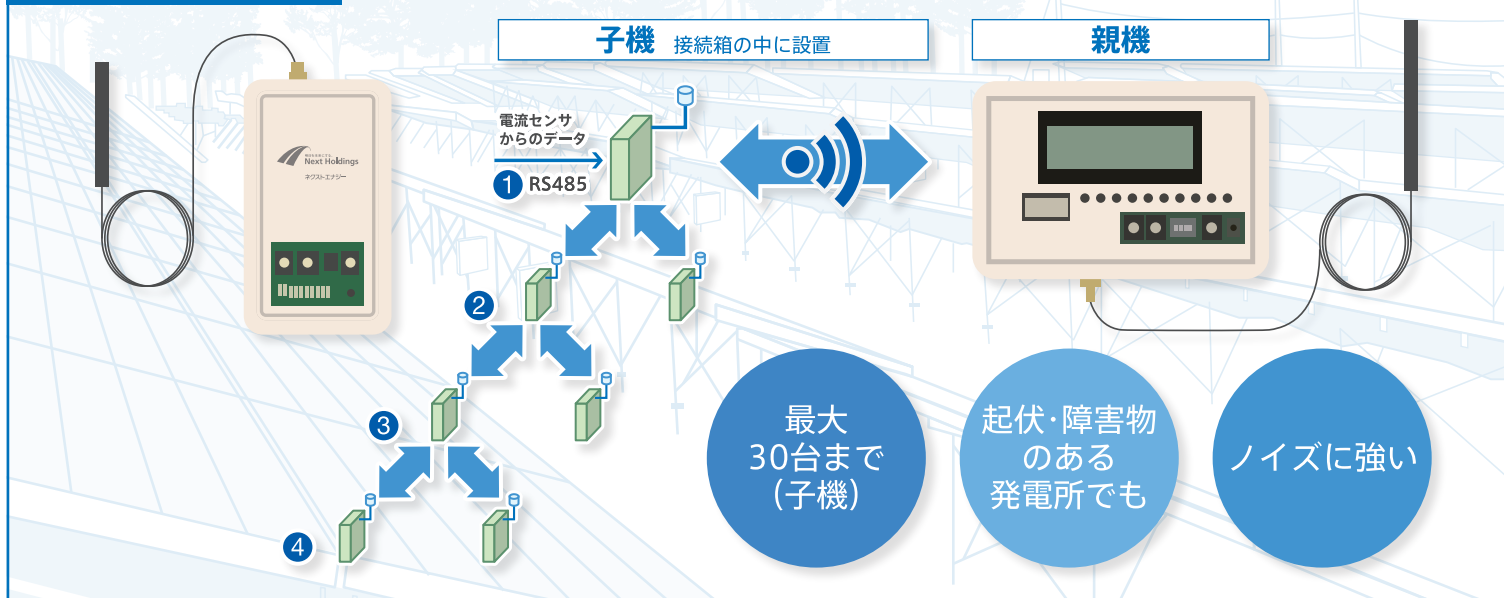 子機 接続箱の中に設置
親機
電流センサ
からのデータ
1 RS485
2
3
4
Next Holdings
ネクストエナジー
最大
30台まで
(子機)
起伏・障害物
のある
発電所でも
ノイズに強い